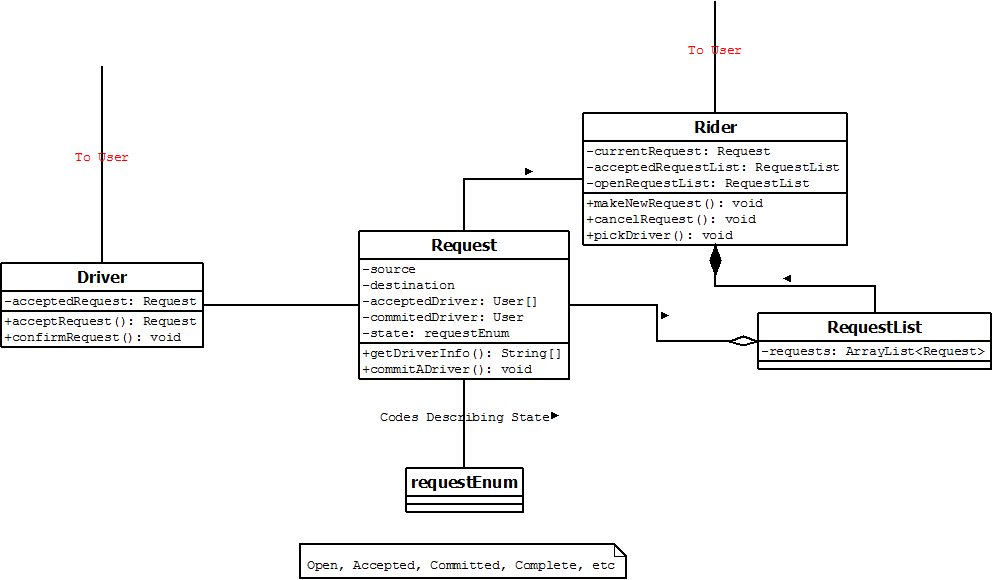 To User
To User
Rider
-currentRequest: Request
-acceptedRequestList: RequestList
-openRequestList: RequestList
+makeNewRequest(): void
+cancelRequest(): void
+pickDriver(): void
Request
-source
-destination
-acceptedDriver: User[]
-commitedDriver: User
-state: requestEnum
+getDriverInfo(): String[]
+commitADriver(): void
Driver
-acceptedRequest: Request
+acceptRequest(): Request
+confirmRequest(): void
RequestList
-requests: ArrayList<Request>
Codes Describing State
requestEnum
Open, Accepted, Committed, Complete, etc